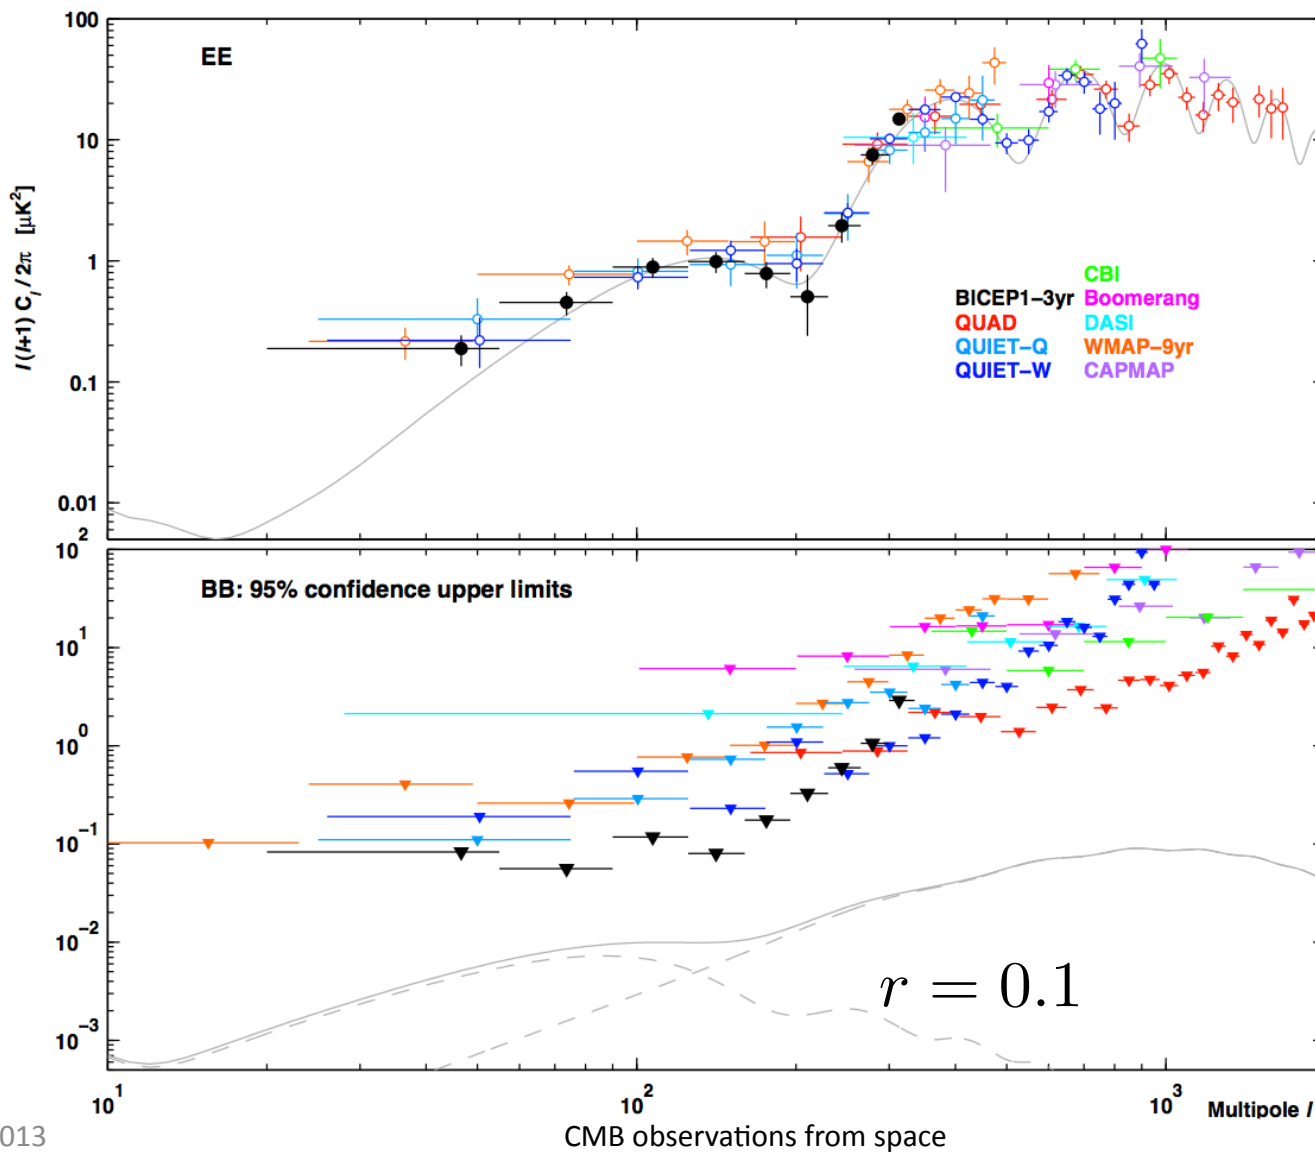 100
EE
10
1
0.1
0.01
l (l+1) C_l / 2π [μK²]
CBI
BICEP1−3yr Boomerang
QUAD DASI
QUIET−Q WMAP−9yr
QUIET−W CAPMAP
10²
BB: 95% confidence upper limits
10¹
10⁰
10⁻¹
10⁻²
r = 0.1
10⁻³
10¹ 10² 10³ Multipole l
013 CMB observations from space